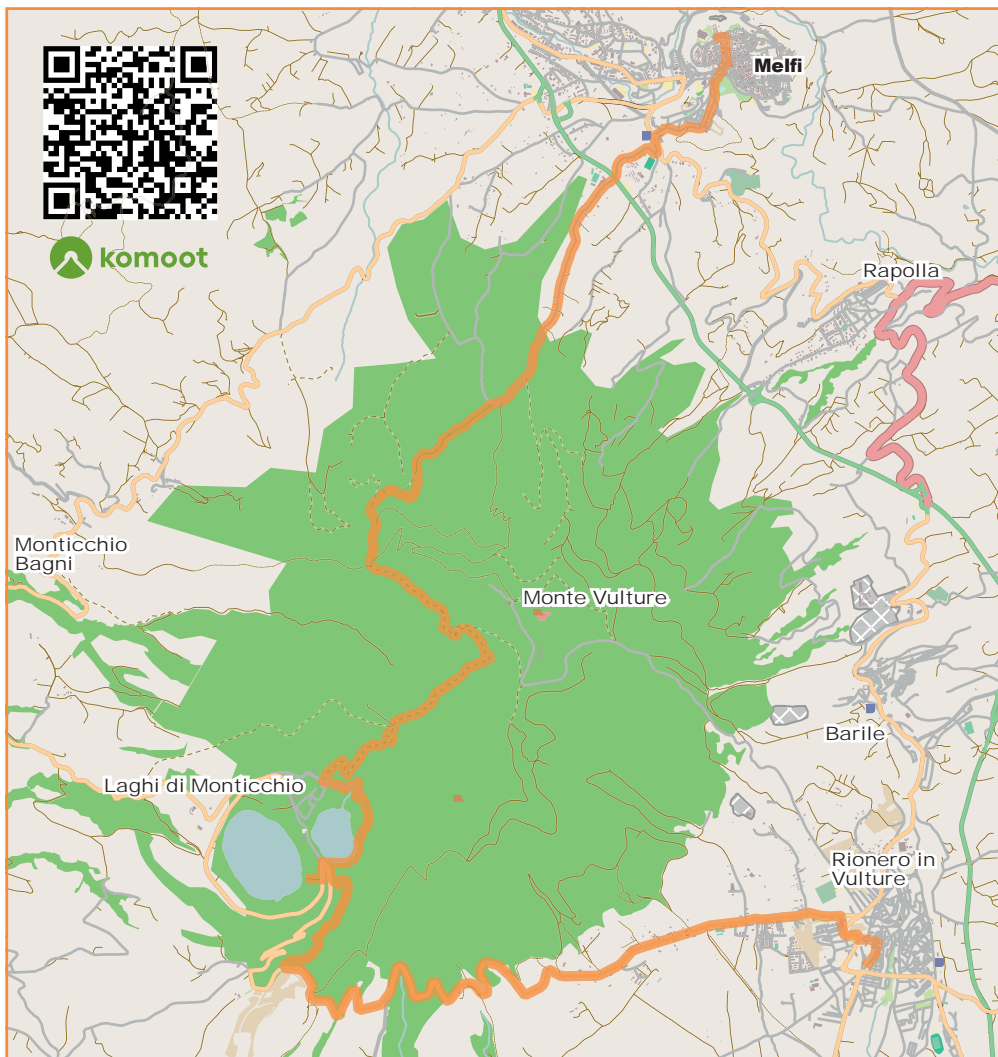 Melfi
komoot
Rapolla
Monticchio
Bagni
Monte Vulture
Barile
Laghi di Monticchio
Rionero in
Vulture